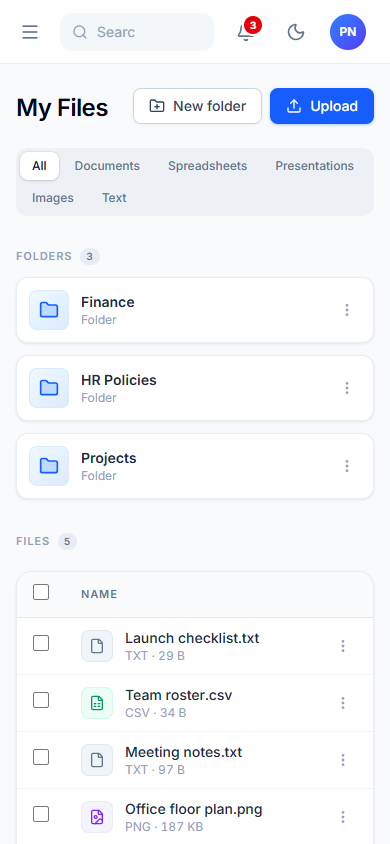 Searc
3
PN
My Files
New folder
Upload
All
Documents
Spreadsheets
Presentations
Images
Text
FOLDERS 3
Finance
Folder
HR Policies
Folder
Projects
Folder
FILES 5
NAME
Launch checklist.txt
TXT · 29 B
Team roster.csv
CSV · 34 B
Meeting notes.txt
TXT · 97 B
Office floor plan.png
PNG · 187 KB